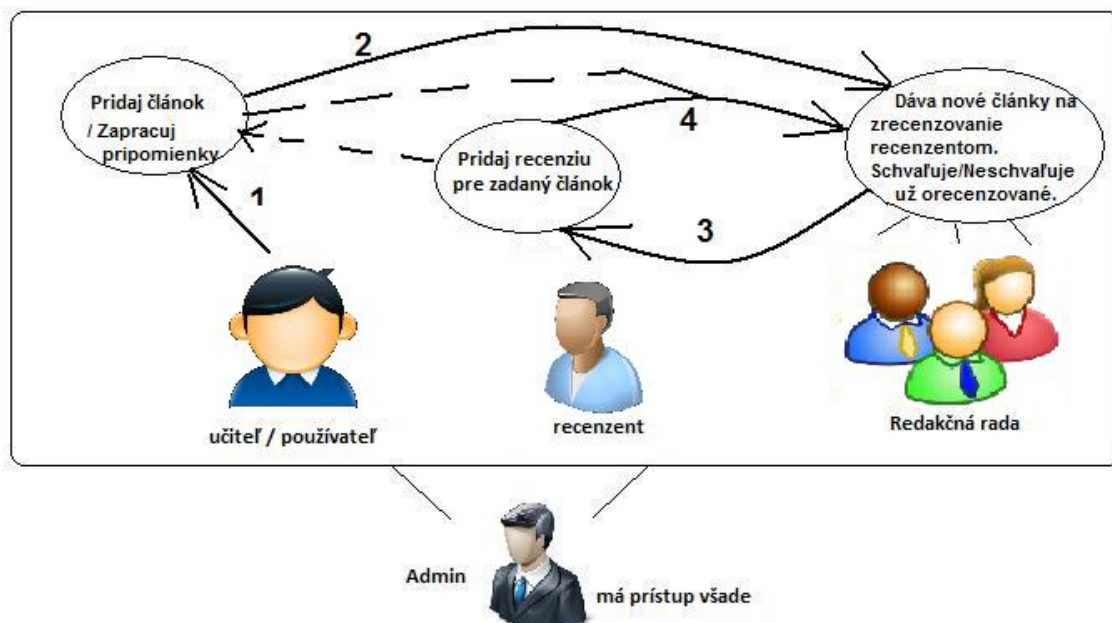 2
Pridaj článok
/ Zapracuj
pripomienky
4
Dáva nové články na
zrecenzovanie
recenzentom.
Schvaľuje/Neschvaľuje
už orecenzované.
Pridaj recenziu
pre zadaný článok
1
3
učiteľ / používateľ
recenzent
Redakčná rada
Admin
má prístup všade